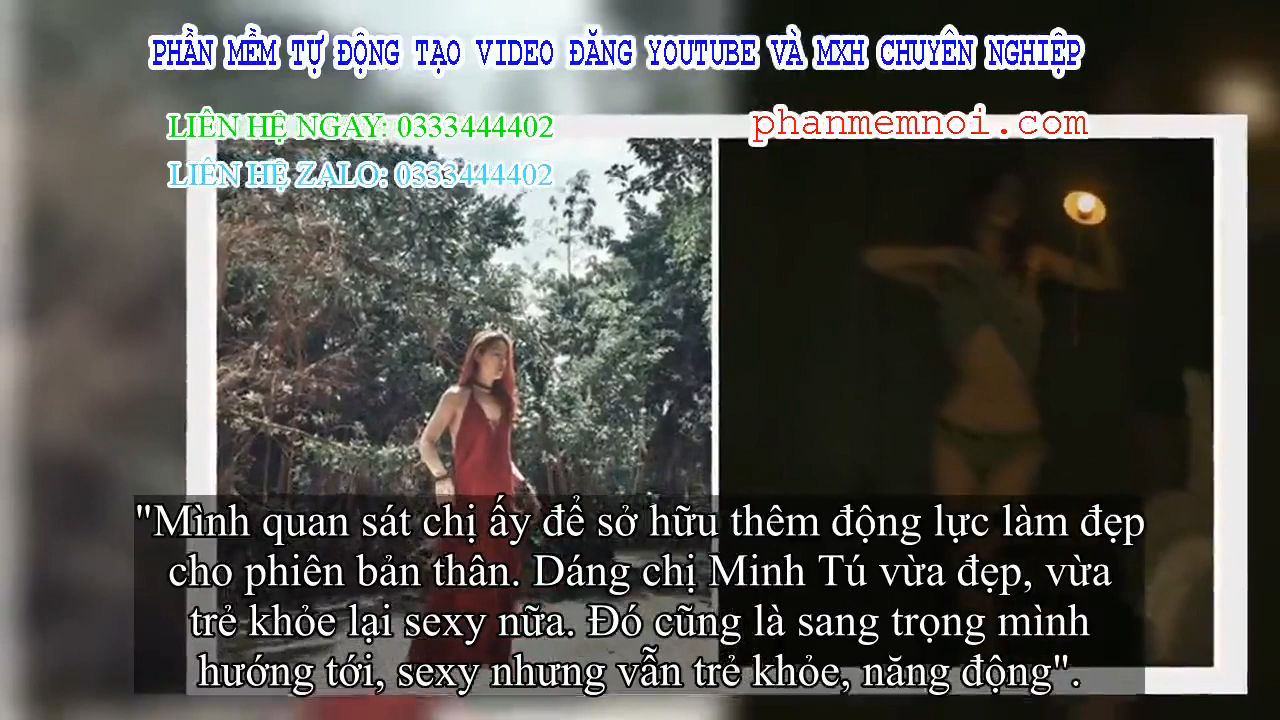 PHẦN MỀM TỰ ĐỘNG TẠO VIDEO ĐĂNG YOUTUBE VÀ MXH CHUYÊN NGHIỆP
LIÊN HỆ NGAY: 0333444402
phanmemnoi.com
LIÊN HỆ ZALO: 0333444402
"Mình quan sát chị ấy để sở hữu thêm động lực làm đẹp
cho phiên bản thân. Dáng chị Minh Tú vừa đẹp, vừa
trẻ khỏe lại sexy nữa. Đó cũng là sang trọng mình
hướng tới, sexy nhưng vẫn trẻ khỏe, năng động".